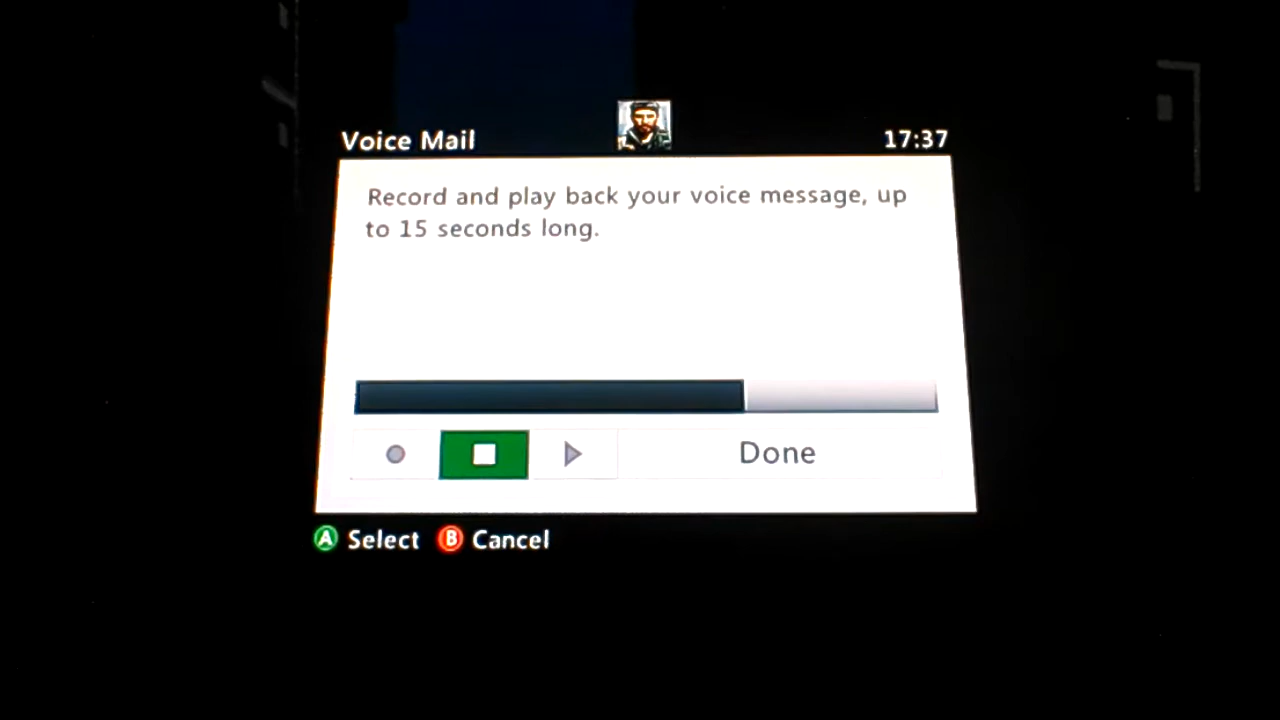 Voice Mail
17:37
Record and play back your voice message, up
to 15 seconds long.
Done
A Select B Cancel